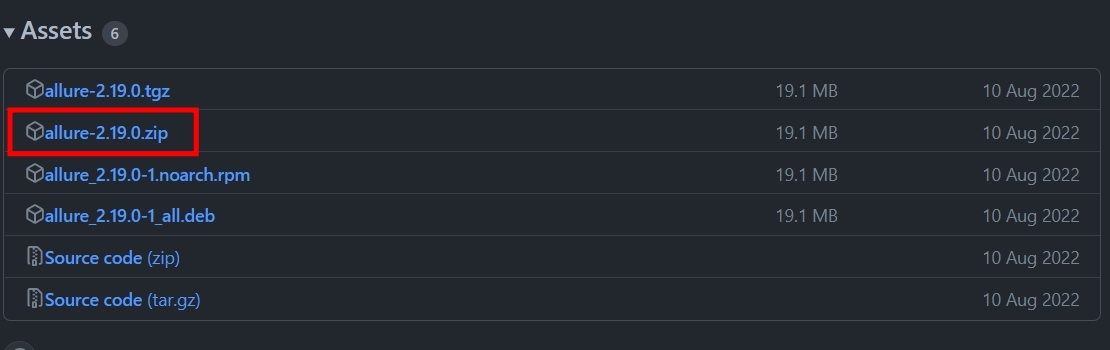 Assets 6
allure-2.19.0.tgz 19.1 MB 10 Aug 2022
allure-2.19.0.zip 19.1 MB 10 Aug 2022
allure_2.19.0-1.noarch.rpm 19.1 MB 10 Aug 2022
allure_2.19.0-1_all.deb 19.1 MB 10 Aug 2022
Source code (zip) 10 Aug 2022
Source code (tar.gz) 10 Aug 2022